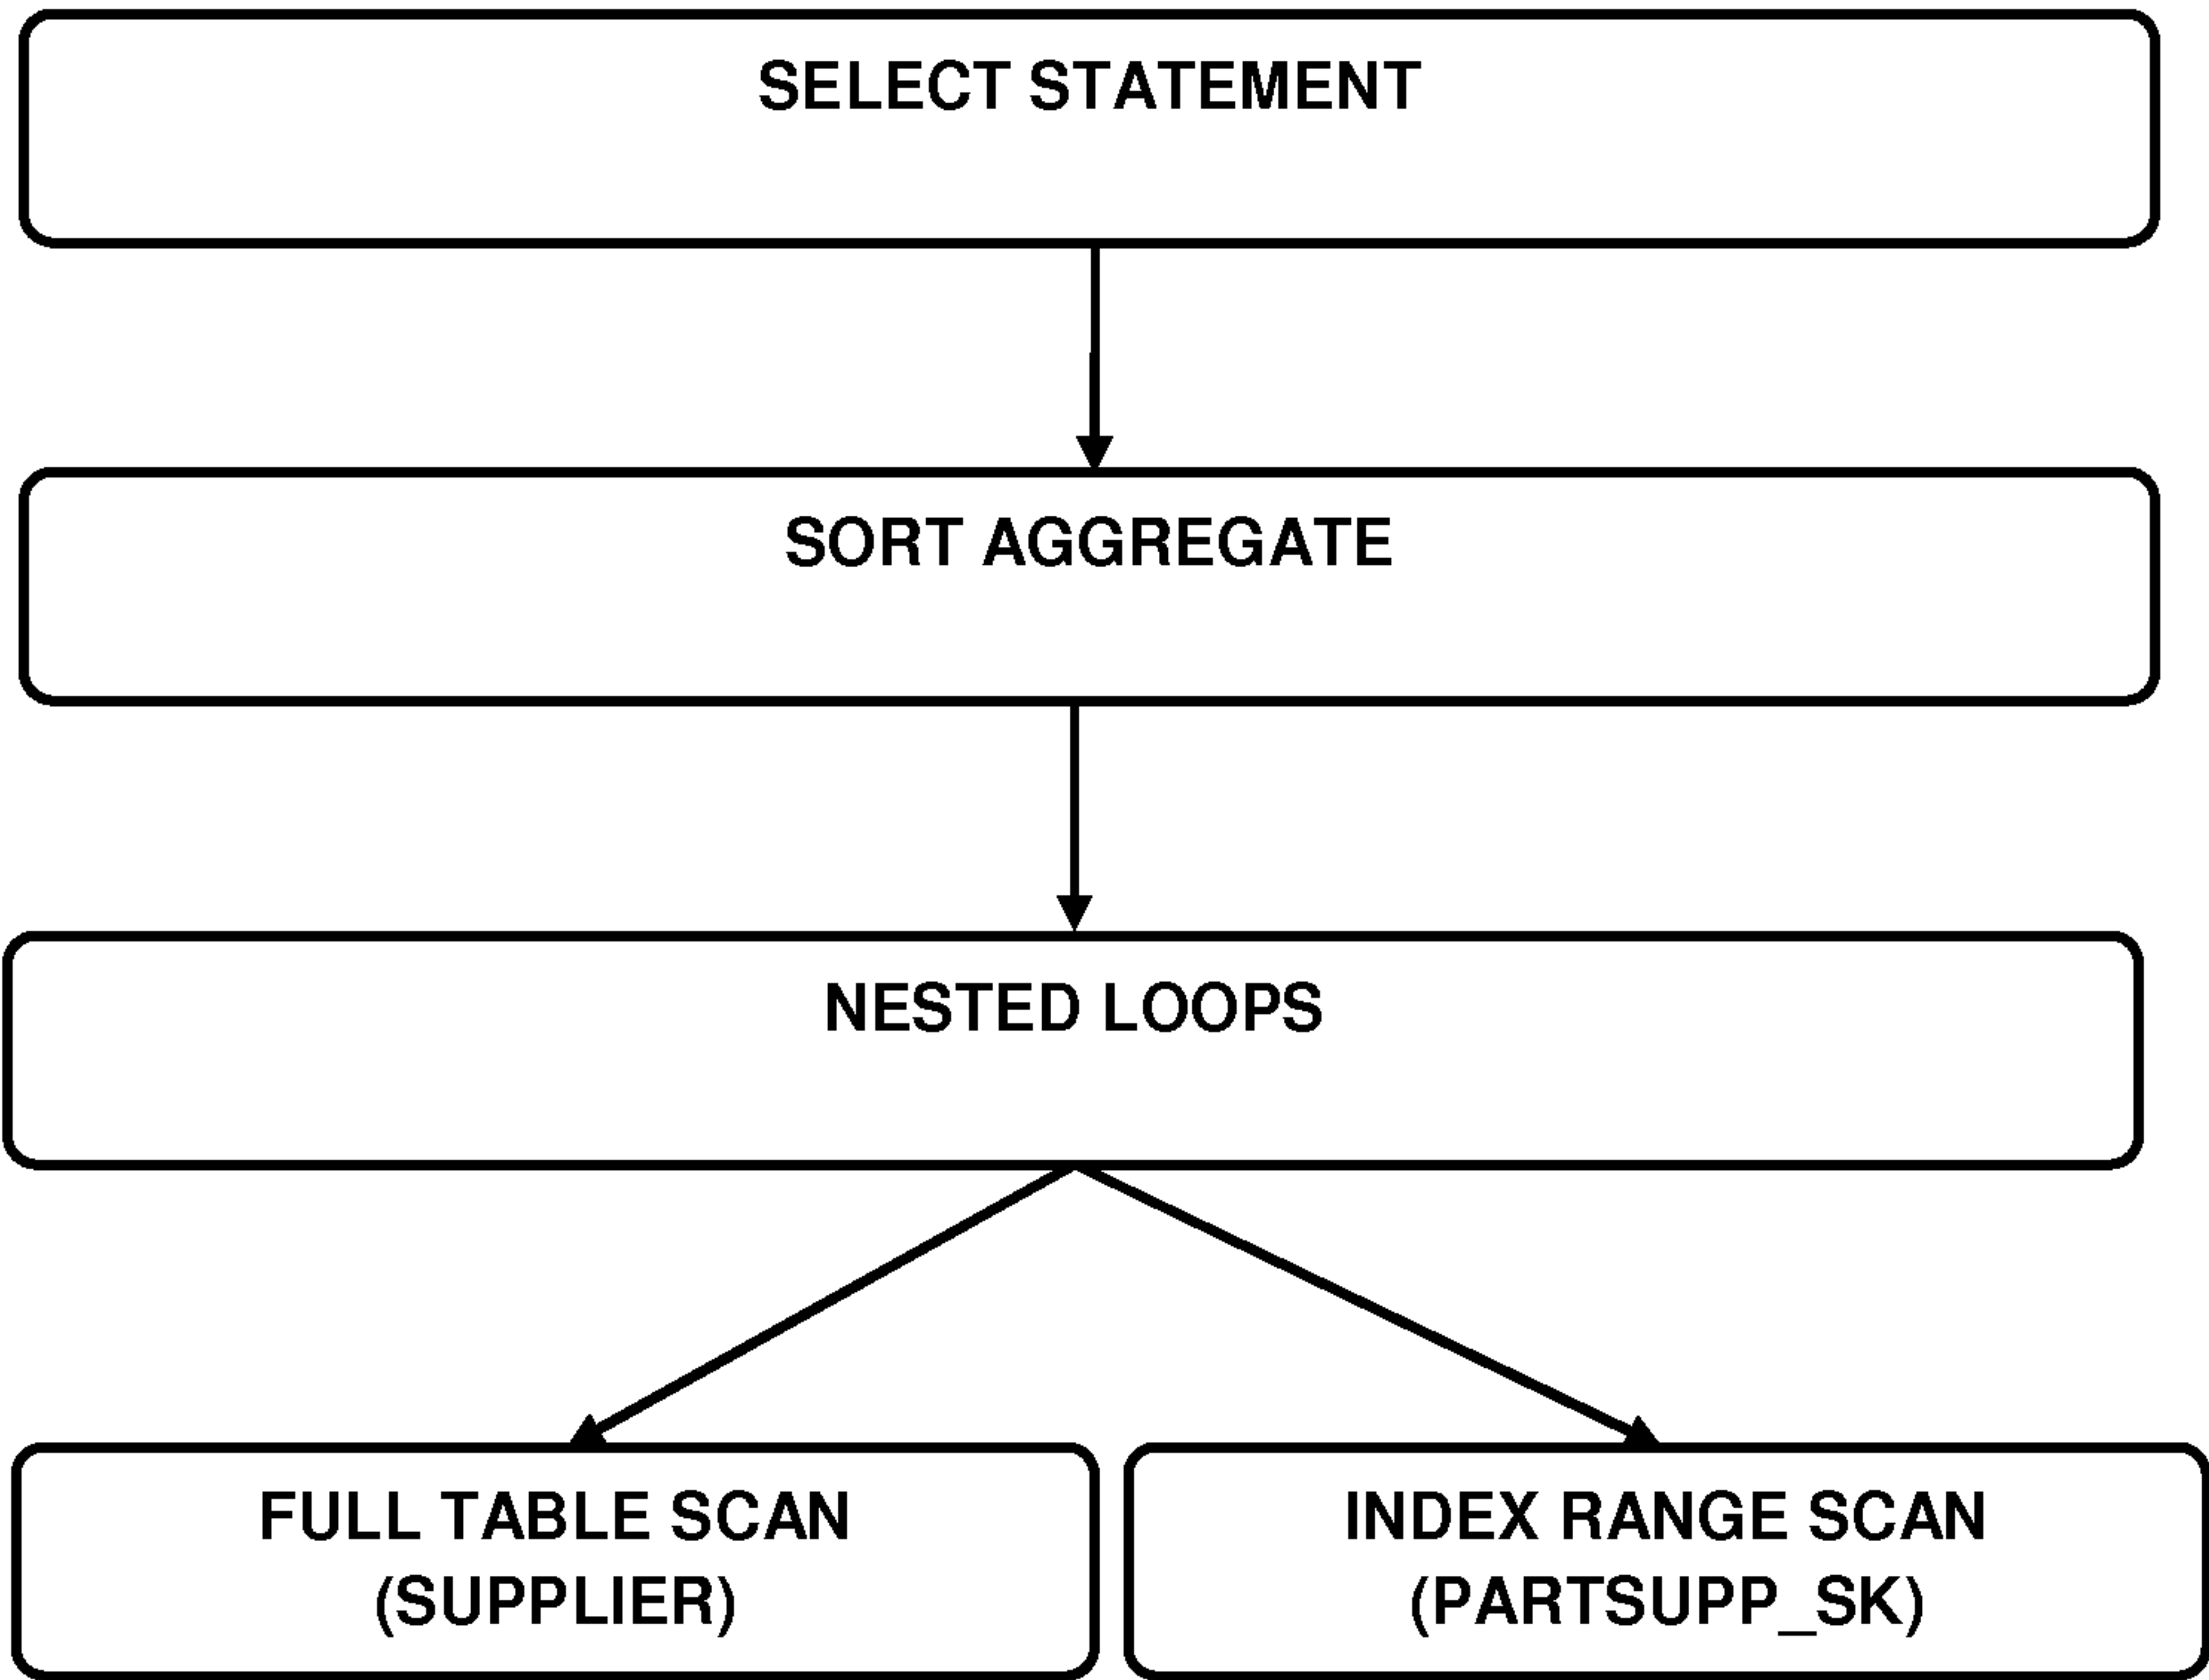 SELECT STATEMENT
SORT AGGREGATE
NESTED LOOPS
FULL TABLE SCAN
(SUPPLIER)
INDEX RANGE SCAN
(PARTSUPP_SK)